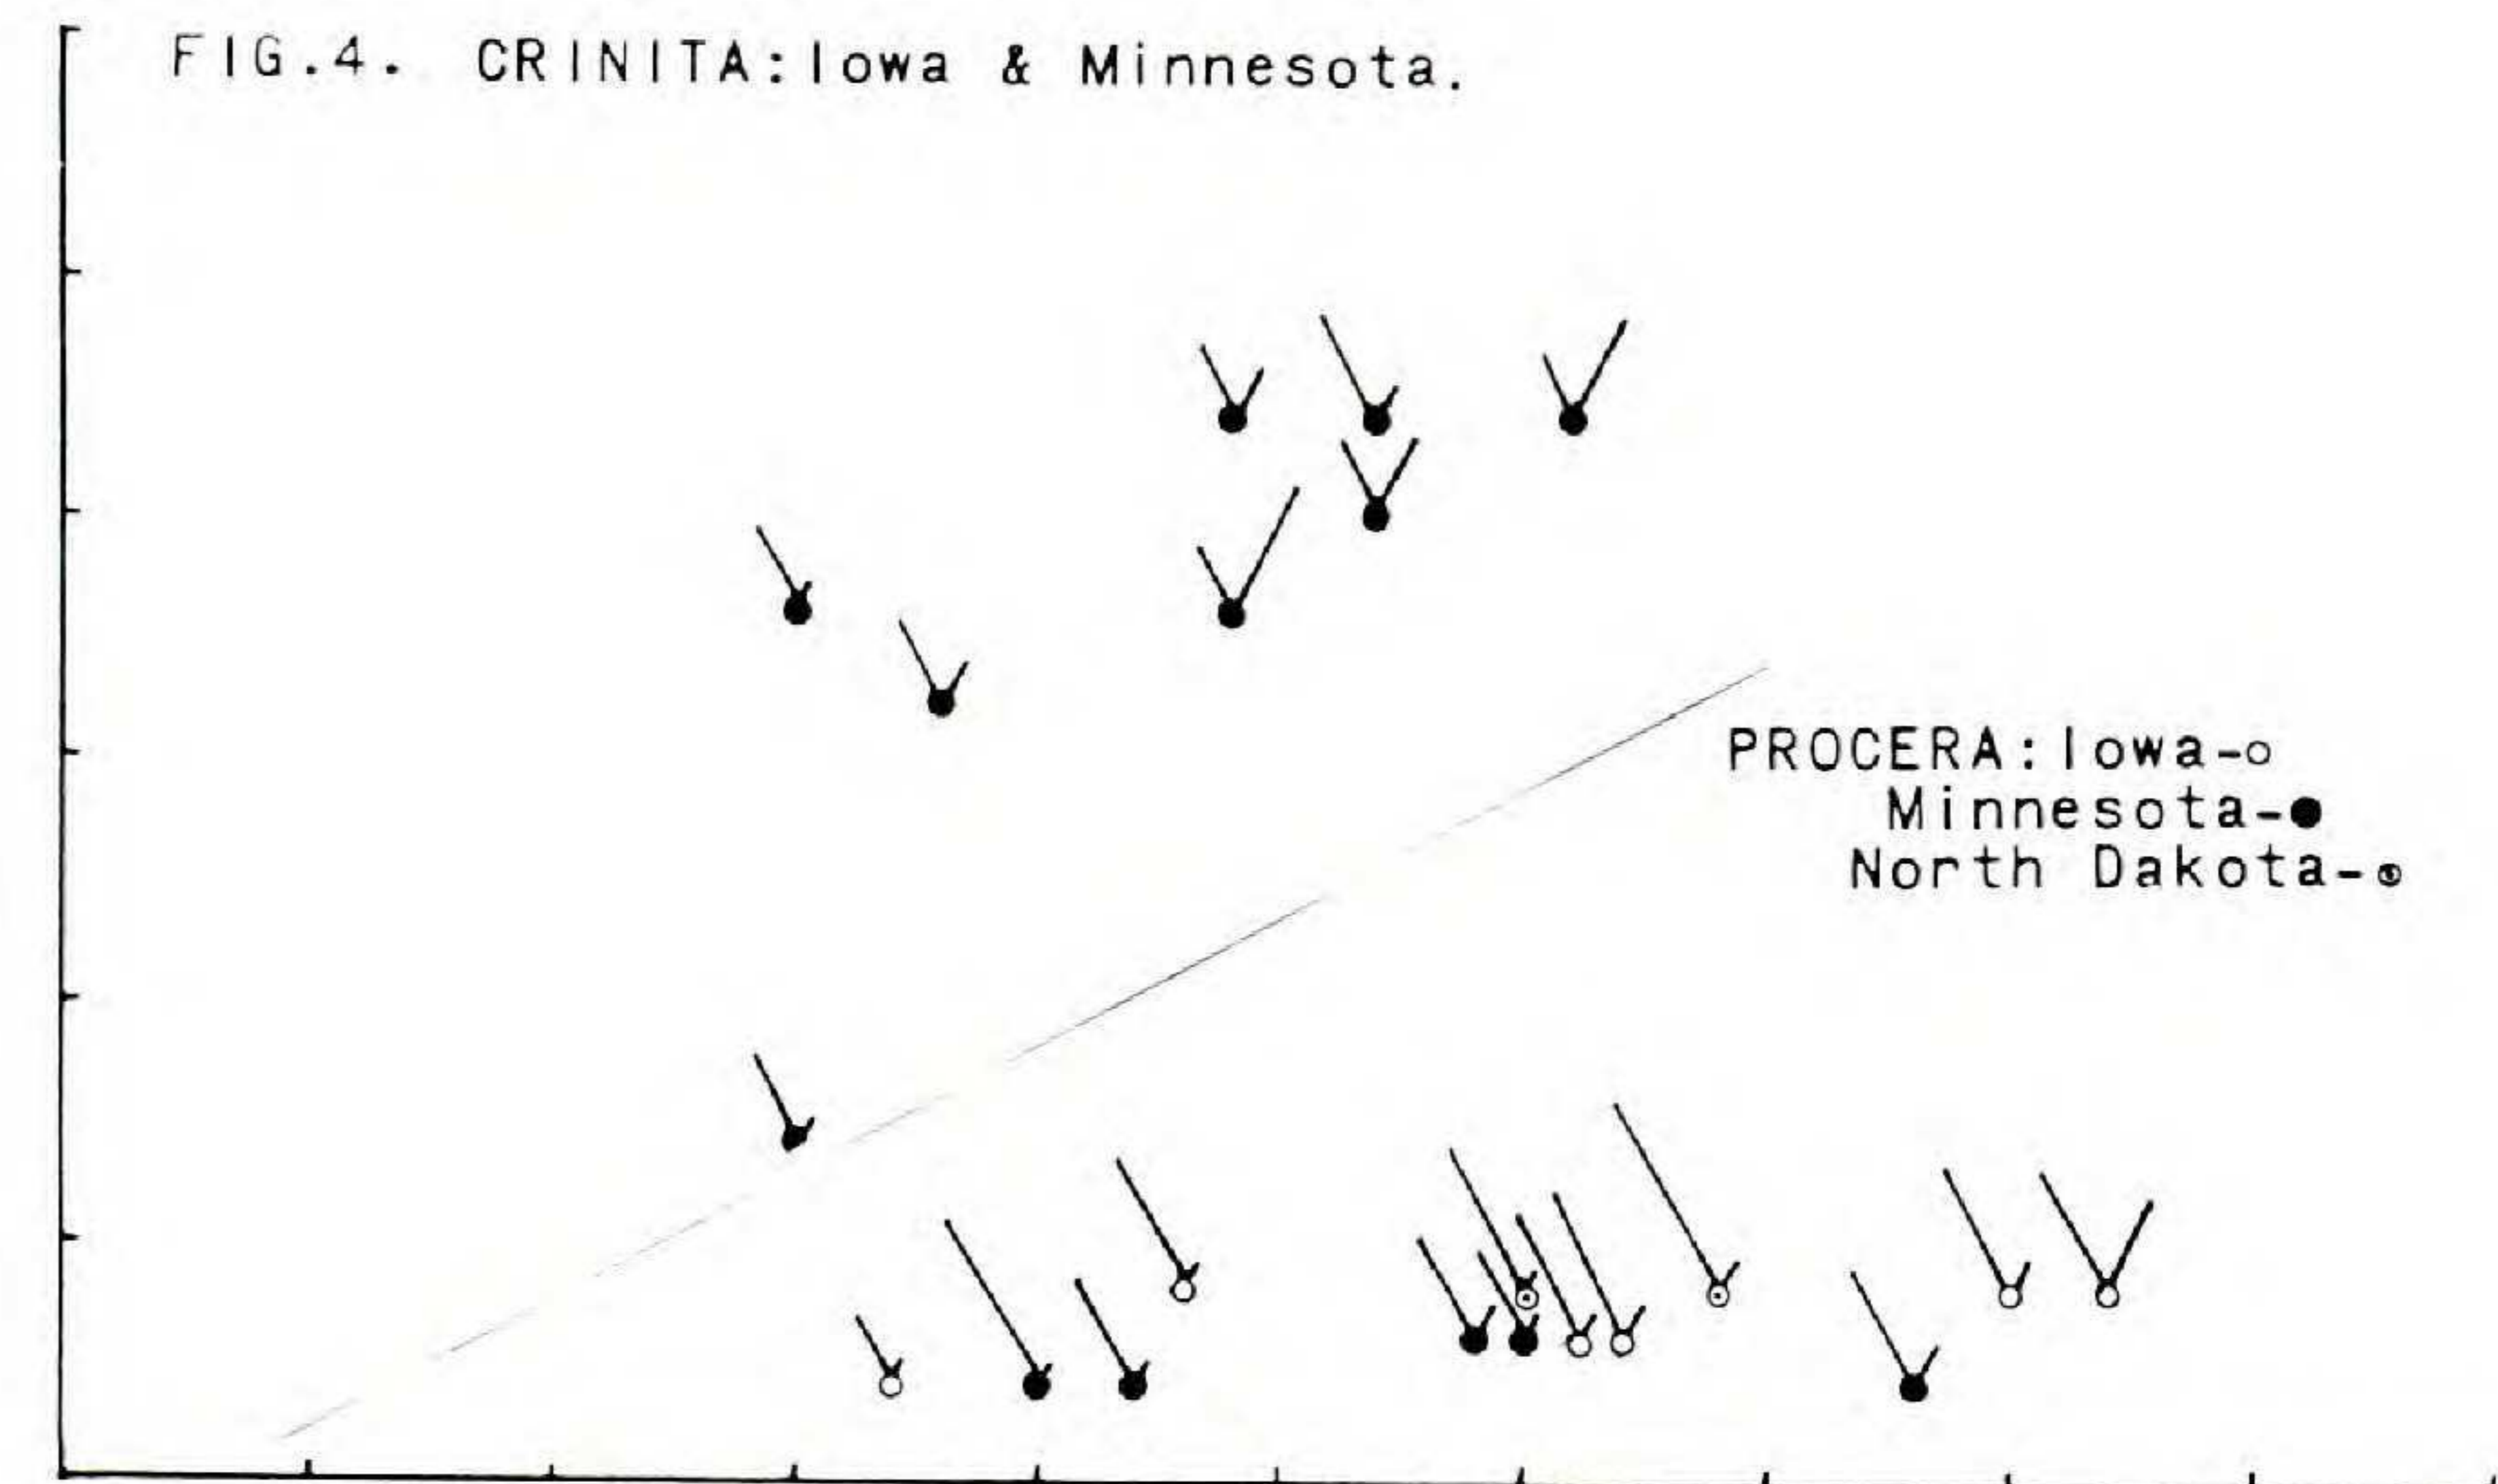 FIG.4. CRINITA:Iowa & Minnesota.
PROCERA:Iowa-○
Minnesota-●
North Dakota-⊙